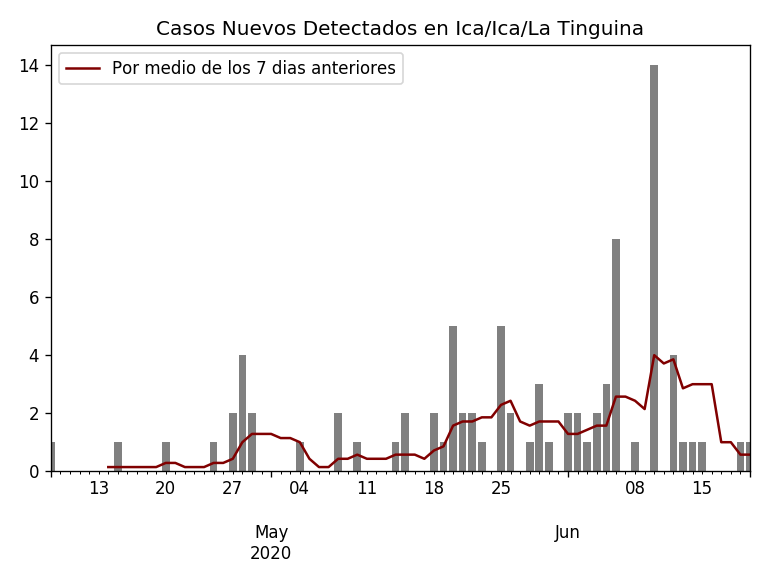 Casos Nuevos Detectados en Ica/Ica/La Tinguina
Por medio de los 7 dias anteriores
14
12
10
8
6
4
2
0
13 20 27 04 11 18 25 08 15
May Jun
2020